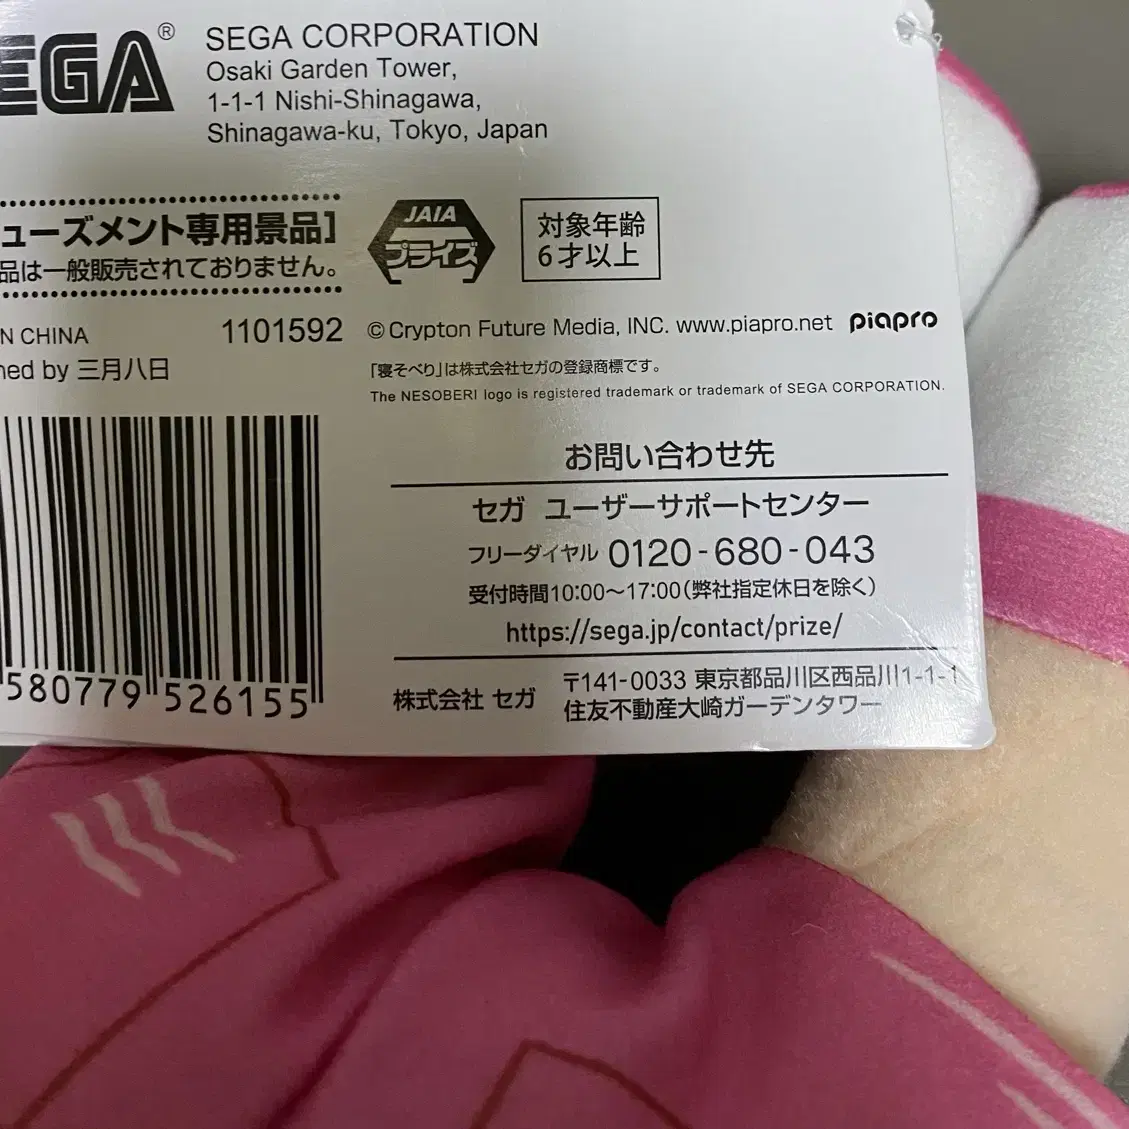 EGA®
SEGA CORPORATION
Osaki Garden Tower,
1-1-1 Nishi-Shinagawa,
Shinagawa-ku, Tokyo, Japan
ューズメント専用景品]
品は一般販売されておりません。
JAIA
プライズ
対象年齢
6才以上
N CHINA
1101592
ned by 三月八日
© Crypton Future Media, INC. www.piapro.net piapro
「寝そべり」は株式会社セガの登録商標です。
The NESOBERI logo is registered trademark or trademark of SEGA CORPORATION.
580779 526155
お問い合わせ先
セガ ユーザーサポートセンター
フリーダイヤル 0120-680-043
受付時間10:00～17:00(弊社指定休日を除く)
https://sega.jp/contact/prize/
株式会社 セガ
〒141-0033 東京都品川区西品川1-1-1
住友不動産大崎ガーデンタワー